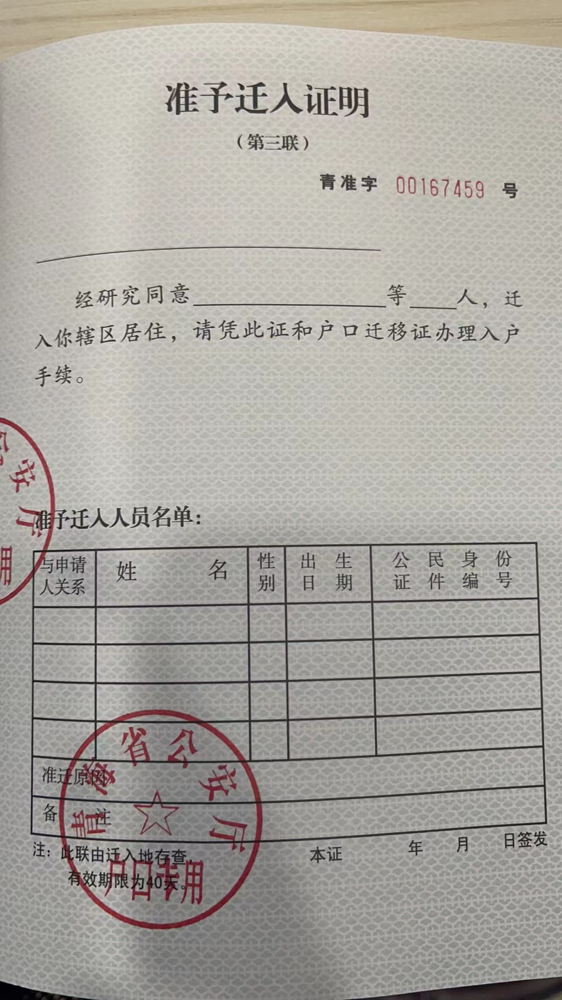 准予迁入证明
（第三联）
青准字 00167459 号
经研究同意等人，迁
入你辖区居住，请凭此证和户口迁移证办理入户
手续。
公安厅
用
准予迁入人员名单：
与申请人关系 姓名 性别 出生日期 公民身份证件编号
准迁原因
备注
青海省公安厅
户口专用
注：此联由迁入地存查，
有效期限为40天。
本证 年 月 日签发